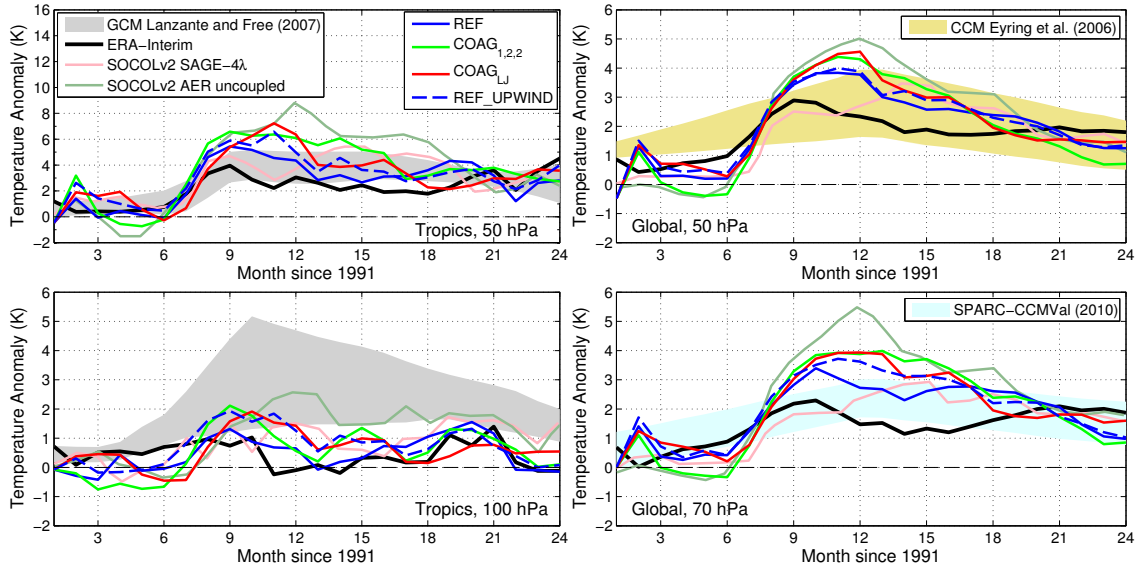 Temperature Anomaly (K)
16
14
12
10
8
6
4
2
0
−2
GCM Lanzante and Free (2007)
ERA−Interim
SOCOLv2 SAGE−4λ
SOCOLv2 AER uncoupled
REF
COAG1,2,2
COAGLJ
REF_UPWIND
Tropics, 50 hPa
3 6 9 12 15 18 21 24
Month since 1991
Temperature Anomaly (K)
6
5
4
3
2
1
0
−1
−2
CCM Eyring et al. (2006)
Global, 50 hPa
3 6 9 12 15 18 21 24
Month since 1991
Temperature Anomaly (K)
6
5
4
3
2
1
0
−1
−2
Tropics, 100 hPa
3 6 9 12 15 18 21 24
Month since 1991
Temperature Anomaly (K)
6
5
4
3
2
1
0
−1
−2
SPARC−CCMVal (2010)
Global, 70 hPa
3 6 9 12 15 18 21 24
Month since 1991